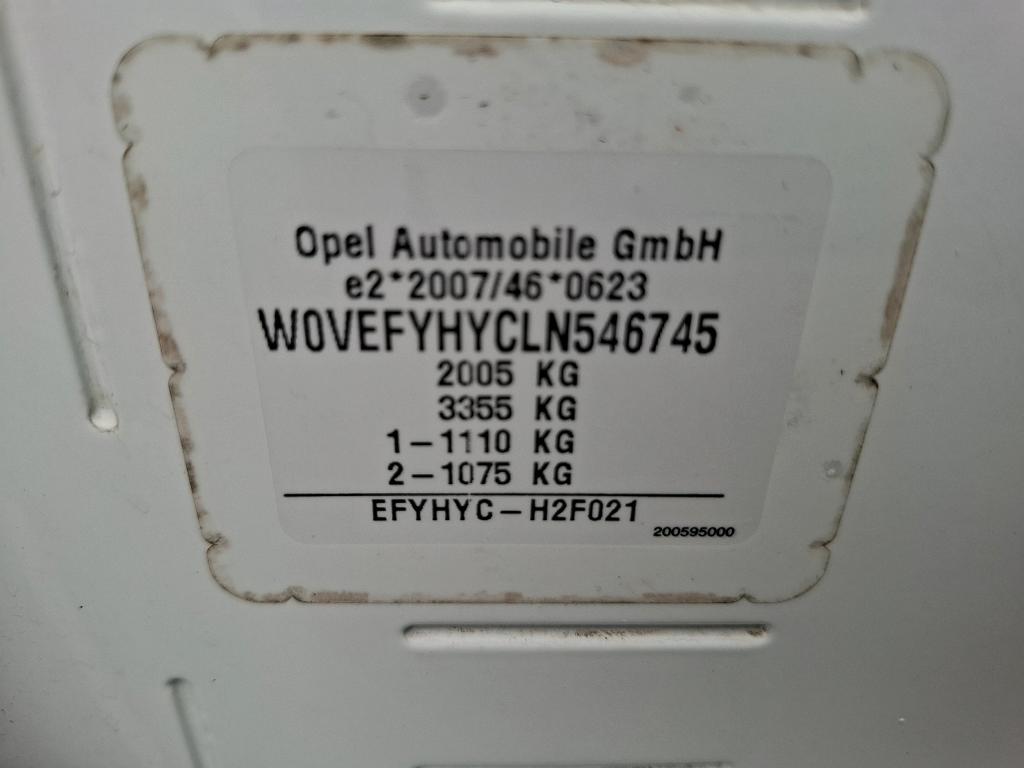 Opel Automobile GmbH
e2*2007/46*0623
W0VEFYHYCLN546745
2005 KG
3355 KG
1-1110 KG
2-1075 KG
EFYHYC-H2F021
200595000